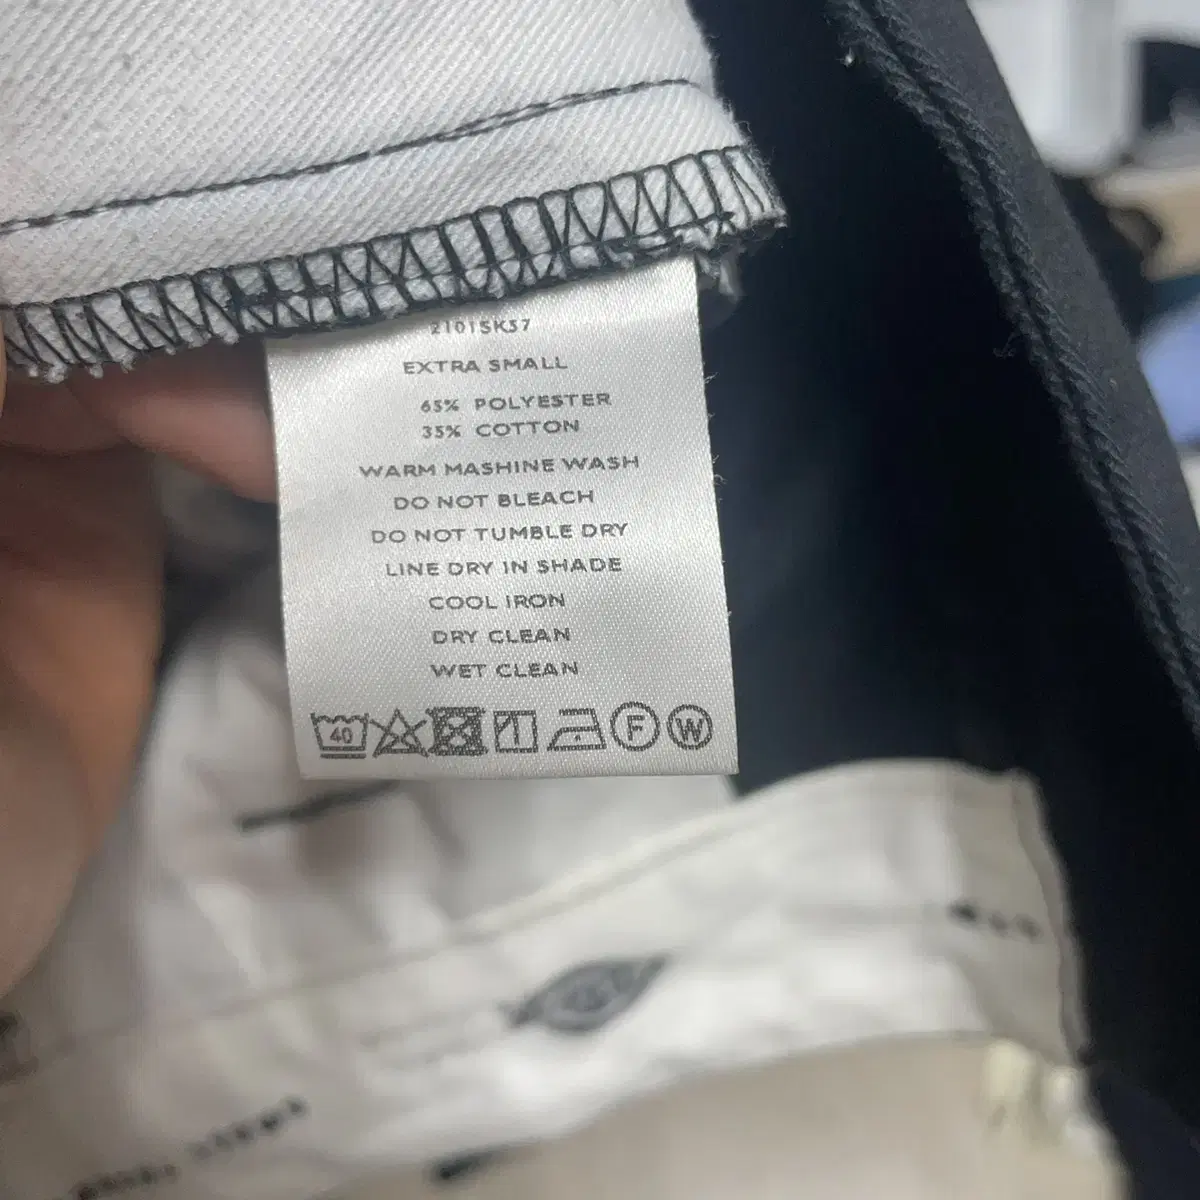 2101SK37
EXTRA SMALL
65% POLYESTER
35% COTTON
WARM MASHINE WASH
DO NOT BLEACH
DO NOT TUMBLE DRY
LINE DRY IN SHADE
COOL IRON
DRY CLEAN
WET CLEAN
40 F W